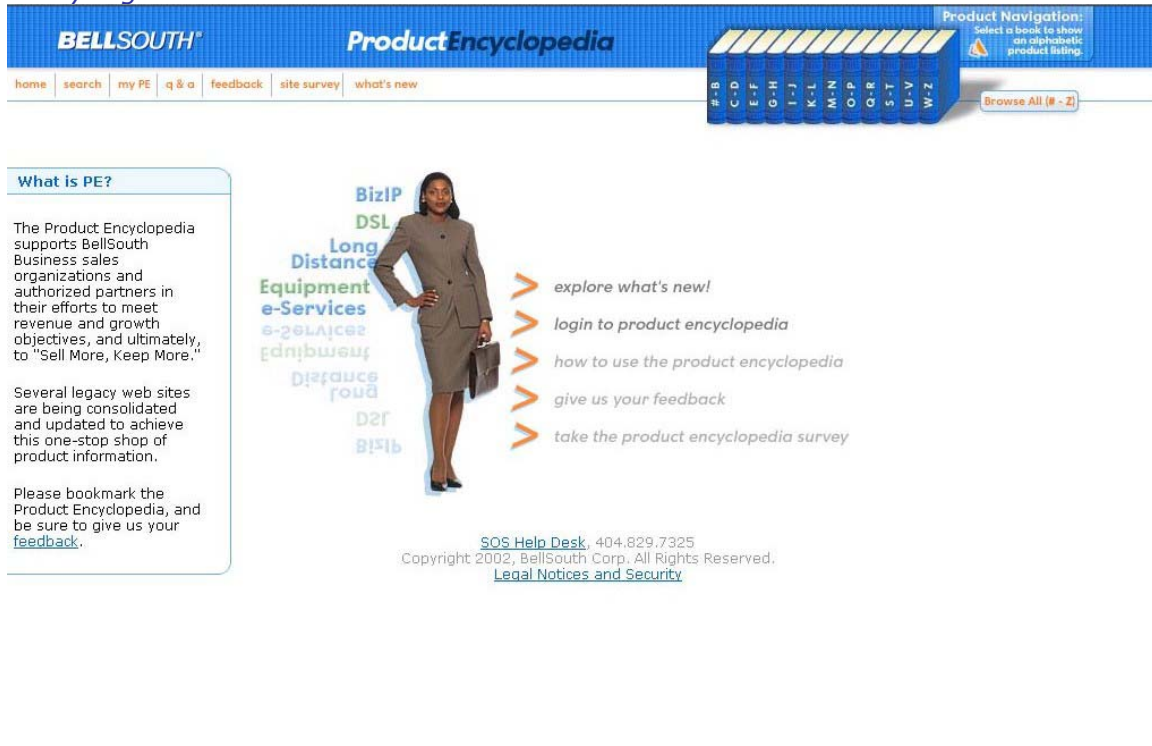 BELLSOUTH®
ProductEncyclopedia
Product Navigation:
Select a book to show
an alphabetic
product listing.
home search my PE q & a feedback site survey what's new
# - B
C - D
E - F
G - H
I - J
K - L
M - N
O - P
Q - R
S - T
U - V
W - Z
Browse All (# - Z)
What is PE?
The Product Encyclopedia
supports BellSouth
Business sales
organizations and
authorized partners in
their efforts to meet
revenue and growth
objectives, and ultimately,
to "Sell More, Keep More."
Several legacy web sites
are being consolidated
and updated to achieve
this one-stop shop of
product information.
Please bookmark the
Product Encyclopedia, and
be sure to give us your
feedback.
BizIP
DSL
Long
Distance
Equipment
e-Services
e-Services
Equipment
Distance
Long
DSL
BizIP
> explore what's new!
> login to product encyclopedia
> how to use the product encyclopedia
> give us your feedback
> take the product encyclopedia survey
SOS Help Desk, 404.829.7325
Copyright 2002, BellSouth Corp. All Rights Reserved.
Legal Notices and Security